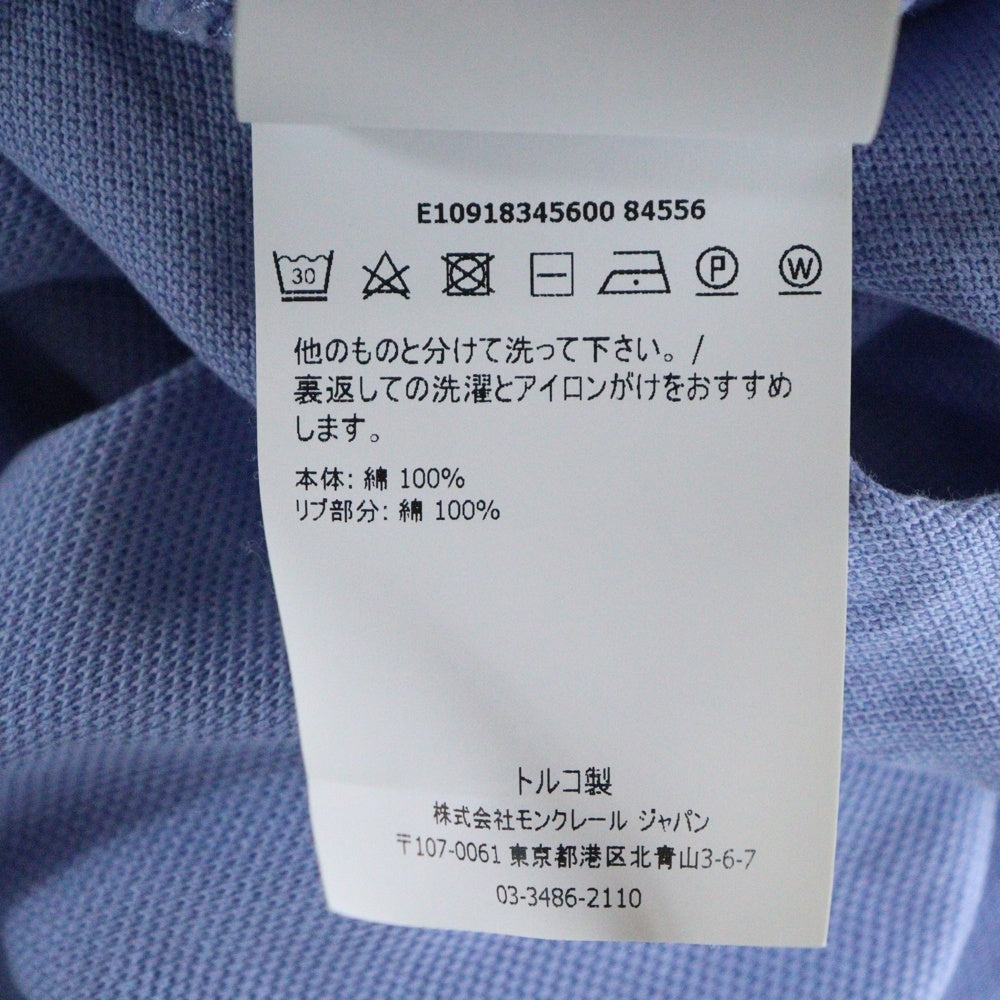 E10918345600 84556
30
P
W
他のものと分けて洗って下さい。/
裏返しての洗濯とアイロンがけをおすすめ
します。
本体: 綿 100%
リブ部分: 綿 100%
トルコ製
株式会社モンクレール ジャパン
〒107-0061 東京都港区北青山3-6-7
03-3486-2110